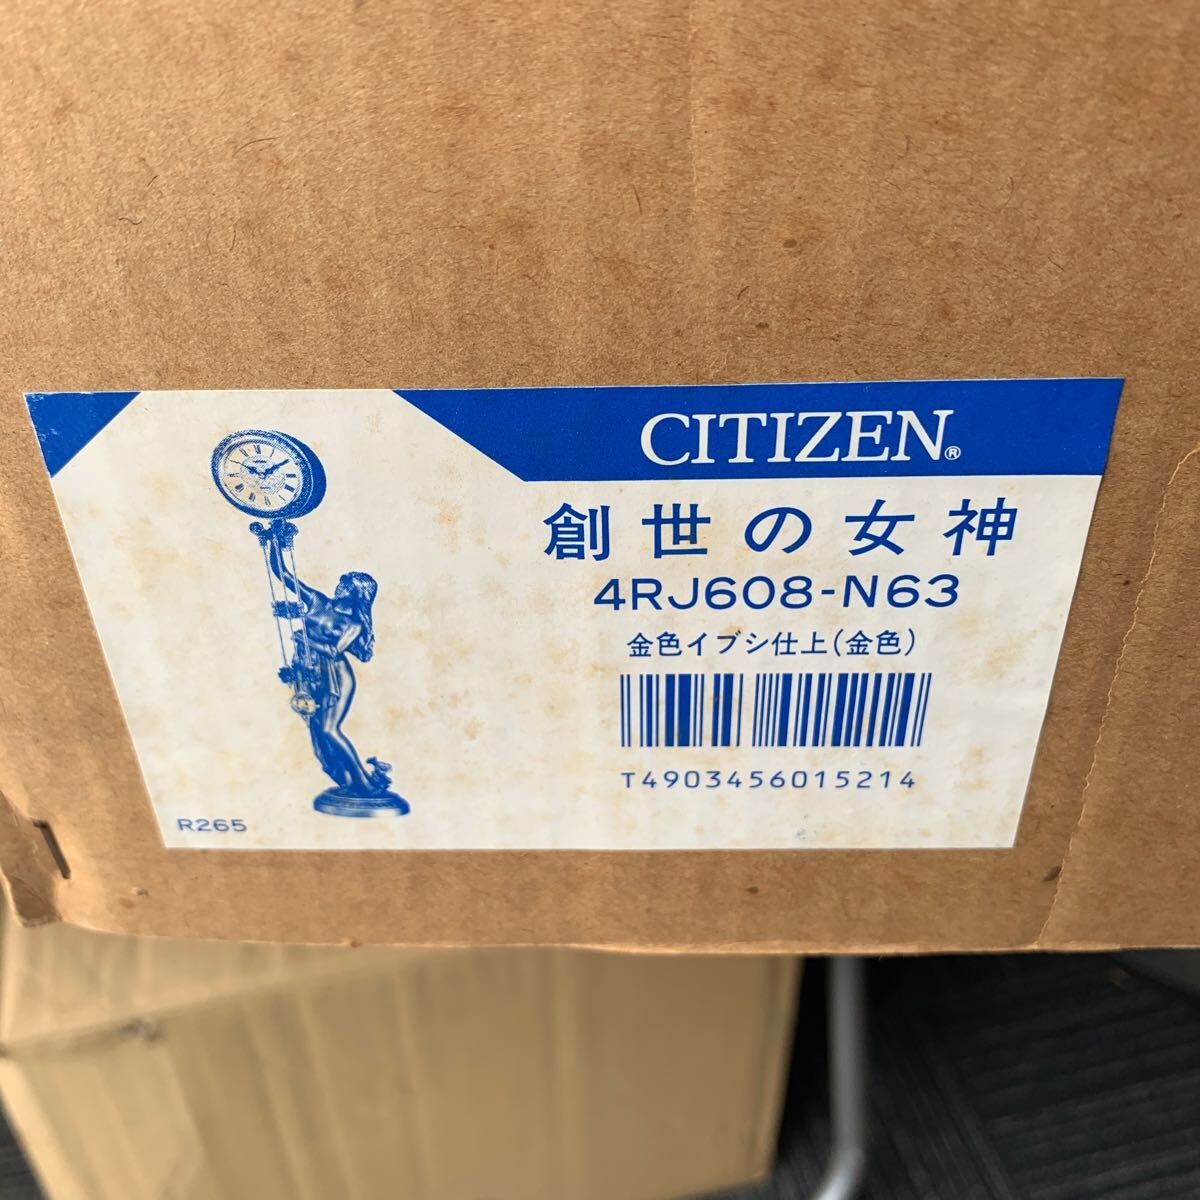 CITIZEN®
創世の女神
4RJ608-N63
金色イブシ仕上(金色)
T4903456015214
R265